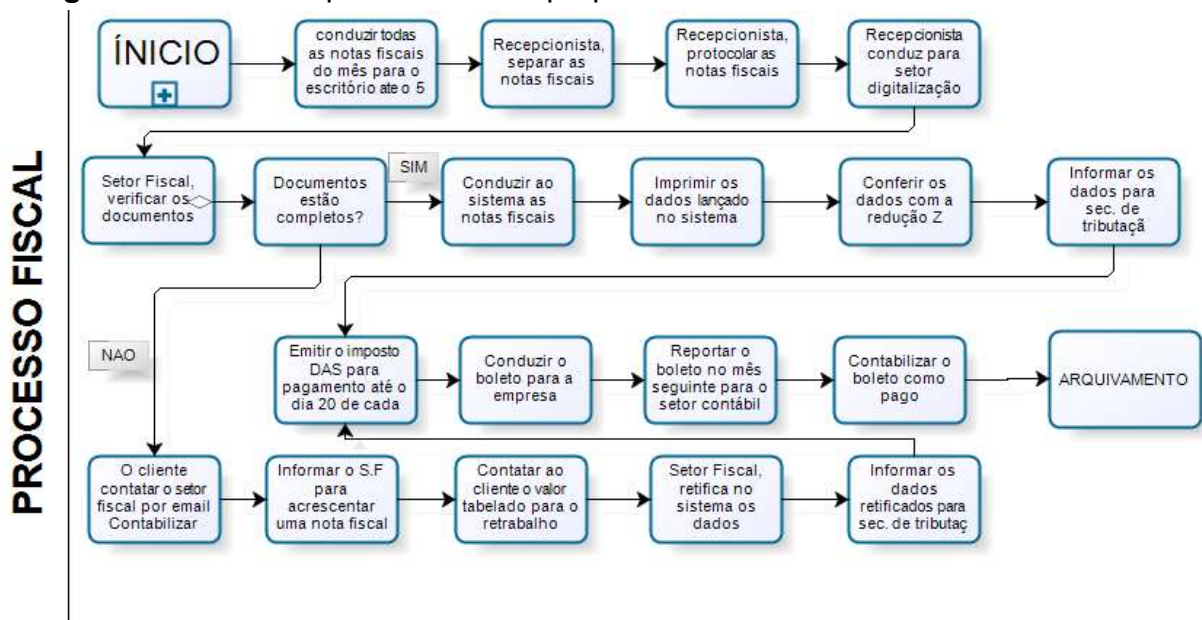 PROCESSO FISCAL
ÍNICIO
conduzir todas
as notas fiscais
do mês para o
escritório ate o 5
Recepcionista,
separar as
notas fiscais
Recepcionista,
protocolar as
notas fiscais
Recepcionista
conduz para
setor
digitalização
Setor Fiscal,
verificar os
documentos
Documentos
estão
completos?
SIM
Conduzir ao
sistema as
notas fiscais
Imprimir os
dados lançado
no sistema
Conferir os
dados com a
redução Z
Informar os
dados para
sec. de
tributaçã
NAO
Emitir o imposto
DAS para
pagamento até o
dia 20 de cada
Conduzir o
boleto para a
empresa
Reportar o
boleto no mês
seguinte para o
setor contábil
Contabilizar o
boleto como
pago
ARQUIVAMENTO
O cliente
contatar o setor
fiscal por email
Contabilizar
Informar o S.F
para
acrescentar
uma nota fiscal
Contatar ao
cliente o valor
tabelado para o
retrabalho
Setor Fiscal,
retifica no
sistema os
dados
Informar os
dados
retificados para
sec. de tributaç